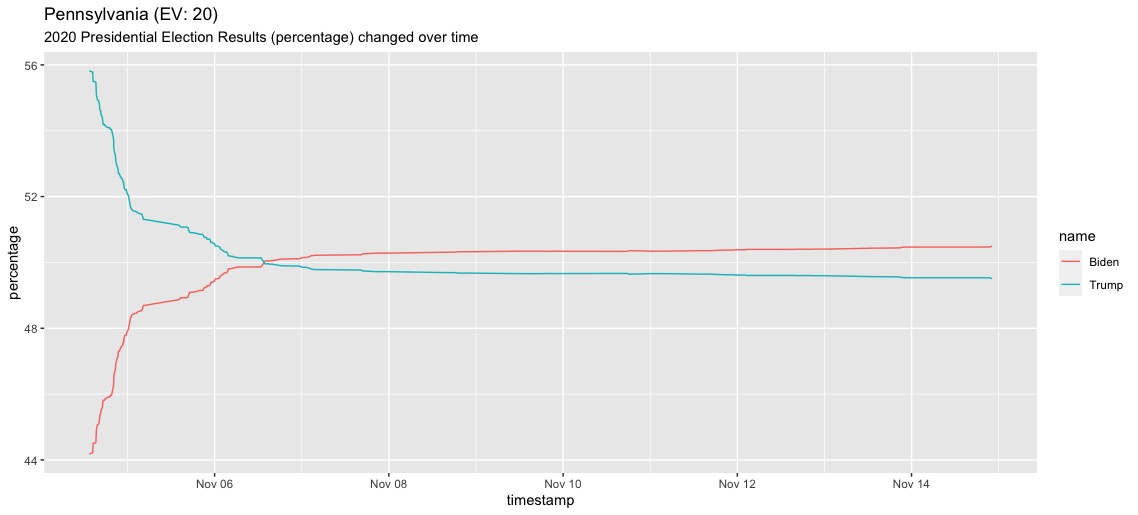 Pennsylvania (EV: 20)
2020 Presidential Election Results (percentage) changed over time
56
52
48
44
percentage
Nov 06
Nov 08
Nov 10
Nov 12
Nov 14
timestamp
name
Biden
Trump